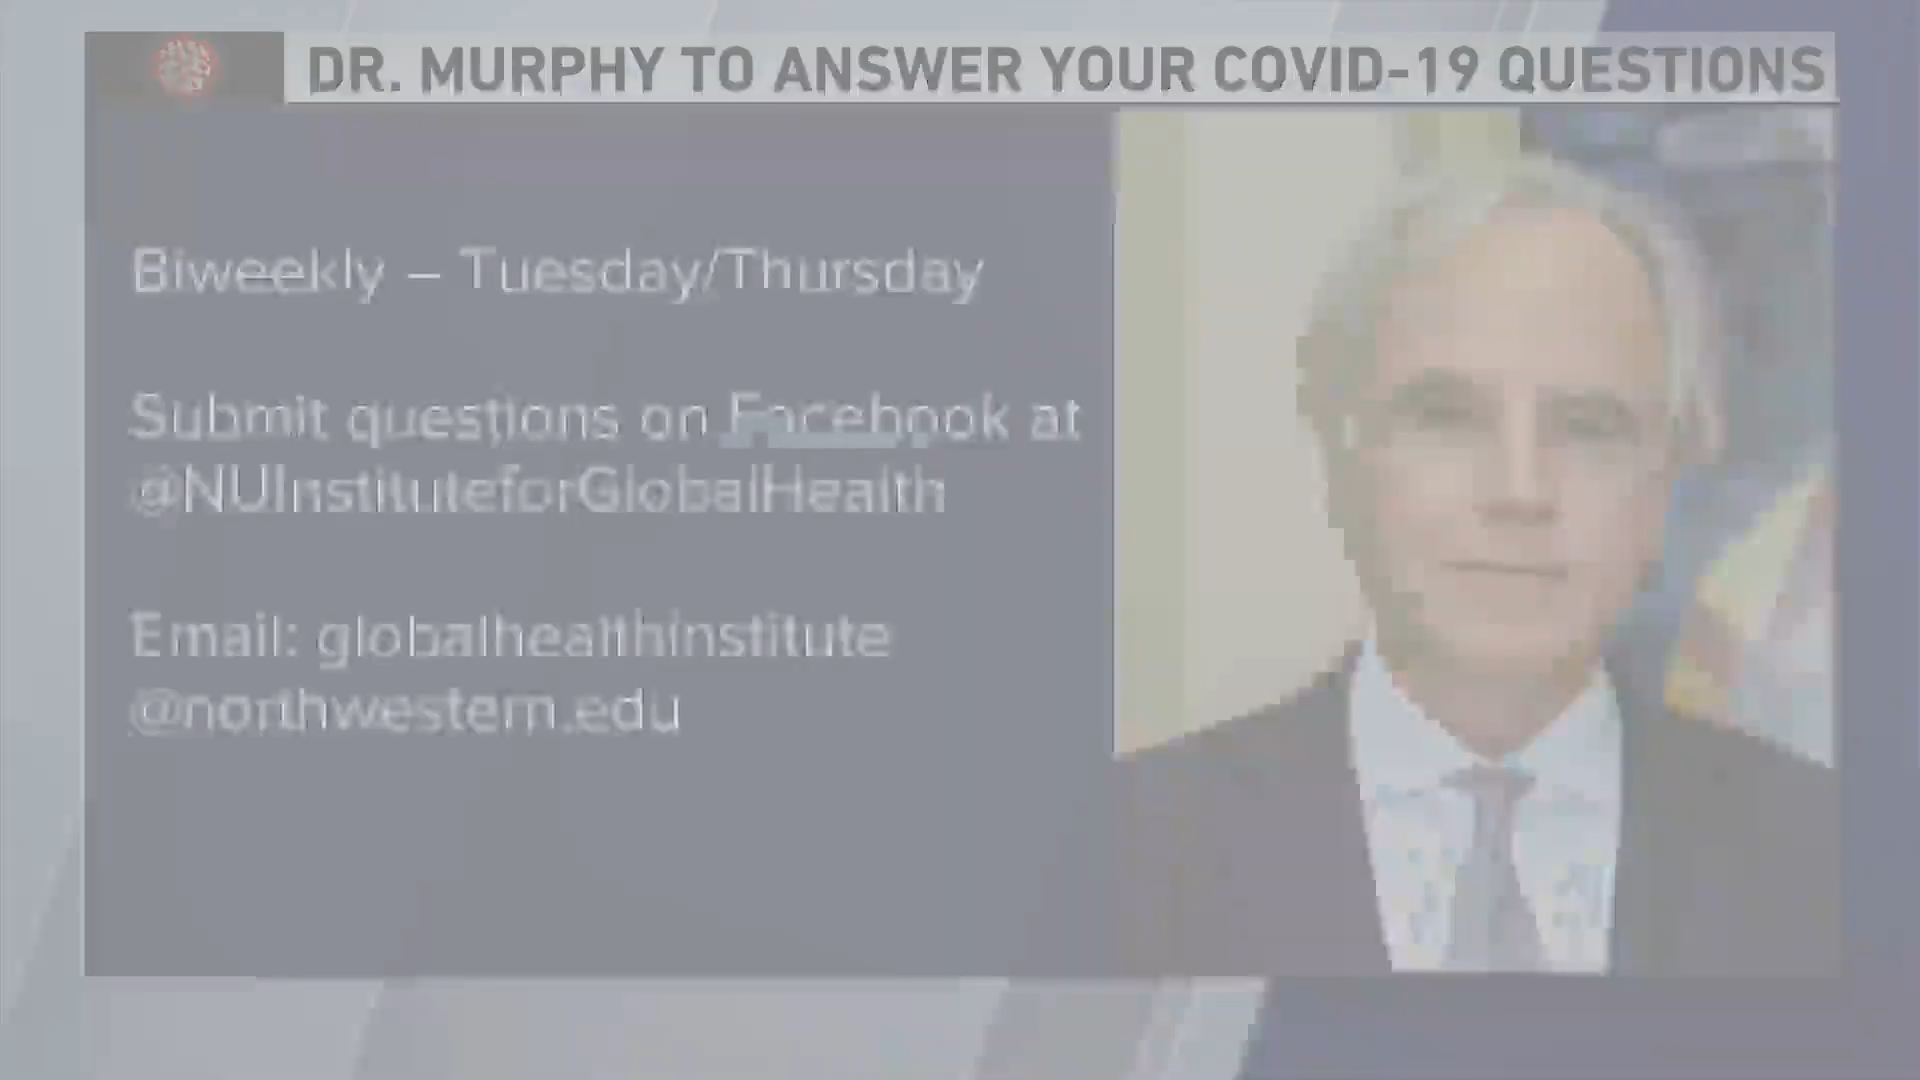 DR. MURPHY TO ANSWER YOUR COVID-19 QUESTIONS
Biweekly – Tuesday/Thursday
Submit questions on Facebook at
@NUInstituteforGlobalHealth
Email: globalhealthinstitute
@northwestern.edu